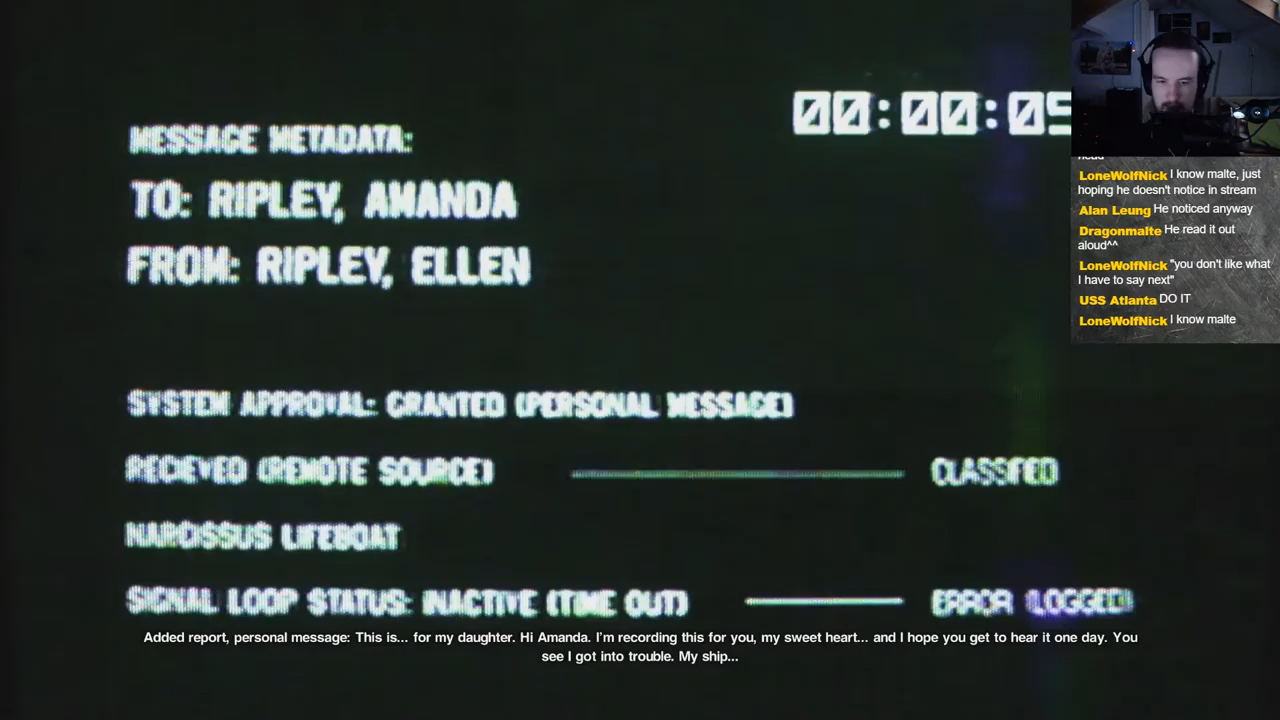 MESSAGE METADATA:
TO: RIPLEY, AMANDA
FROM: RIPLEY, ELLEN
00:00:05
SYSTEM APPROVAL: GRANTED (PERSONAL MESSAGE)
RECIEVED (REMOTE SOURCE)
CLASSIFIED
NARCISSUS LIFEBOAT
SIGNAL LOOP STATUS: INACTIVE (TIME OUT)
ERROR (LOGGED)
Added report, personal message: This is... for my daughter. Hi Amanda. I'm recording this for you, my sweet heart... and I hope you get to hear it one day. You
see I got into trouble. My ship...
LoneWolfNick I know malte, just
hoping he doesn't notice in stream
Alan Leung He noticed anyway
Dragonmalte He read it out
aloud^^
LoneWolfNick "you don't like what
I have to say next"
USS Atlanta DO IT
LoneWolfNick I know malte